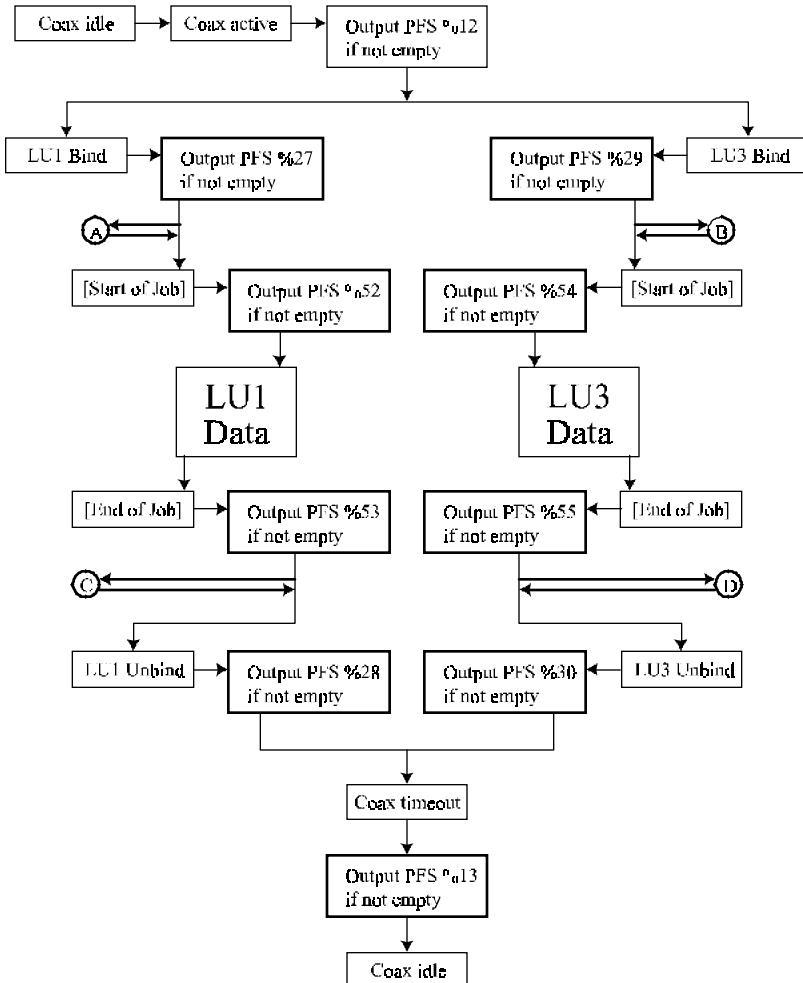 Coax idle
Coax active
Output PFS %12
if not empty
LU1 Bind
Output PFS %27
if not empty
Output PFS %29
if not empty
LU3 Bind
A
B
[Start of Job]
Output PFS %52
if not empty
Output PFS %54
if not empty
[Start of Job]
LU1
Data
LU3
Data
[End of Job]
Output PFS %53
if not empty
Output PFS %55
if not empty
[End of Job]
C
D
LU1 Unbind
Output PFS %28
if not empty
Output PFS %30
if not empty
LU3 Unbind
Coax timeout
Output PFS %13
if not empty
Coax idle